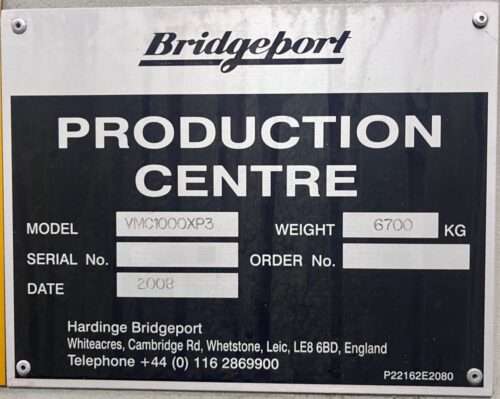 Bridgeport
PRODUCTION
CENTRE
MODEL VMC1000XP3 WEIGHT 6700 KG
SERIAL No. ORDER No.
DATE 2008
Hardinge Bridgeport
Whiteacres, Cambridge Rd, Whetstone, Leic, LE8 6BD, England
Telephone +44 (0) 116 2869900
P22162E2080